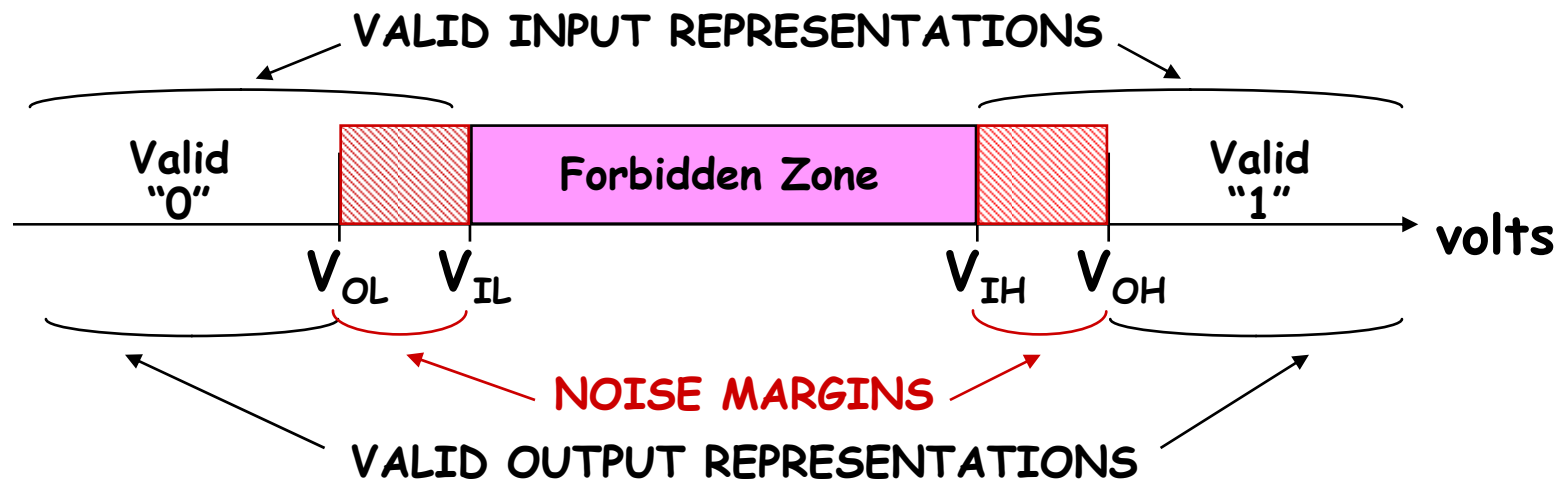 VALID INPUT REPRESENTATIONS
Valid
“0”
Forbidden Zone
Valid
“1”
volts
VOL
VIL
VIH
VOH
NOISE MARGINS
VALID OUTPUT REPRESENTATIONS